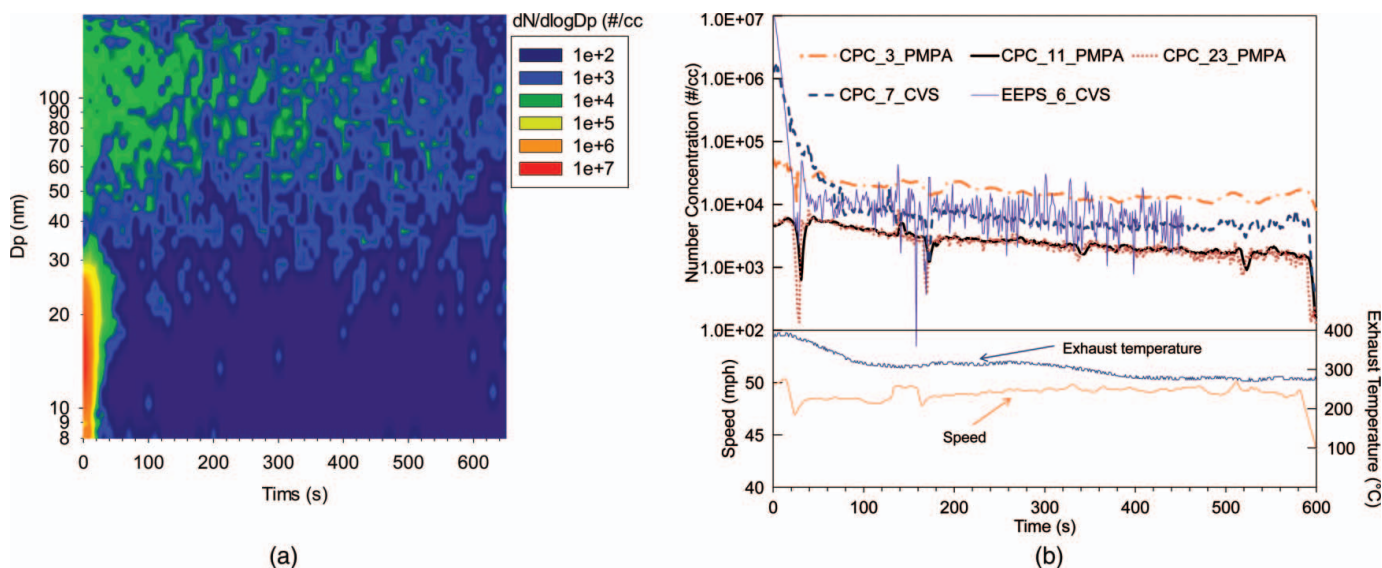 dN/dlogDp (#/cc
1e+2
1e+3
1e+4
1e+5
1e+6
1e+7
Dp (nm)
100
90
80
70
60
50
40
30
20
10
9
8
0 100 200 300 400 500 600
Tims (s)
(a)
1.0E+07
1.0E+06
1.0E+05
1.0E+04
1.0E+03
1.0E+02
Number Concentration (#/cc)
CPC_3_PMPA CPC_11_PMPA CPC_23_PMPA
CPC_7_CVS EEPS_6_CVS
Exhaust temperature
Speed
Speed (mph)
50
45
40
400
300
200
100
Exhaust Temperature (°C)
0 100 200 300 400 500 600
Time (s)
(b)